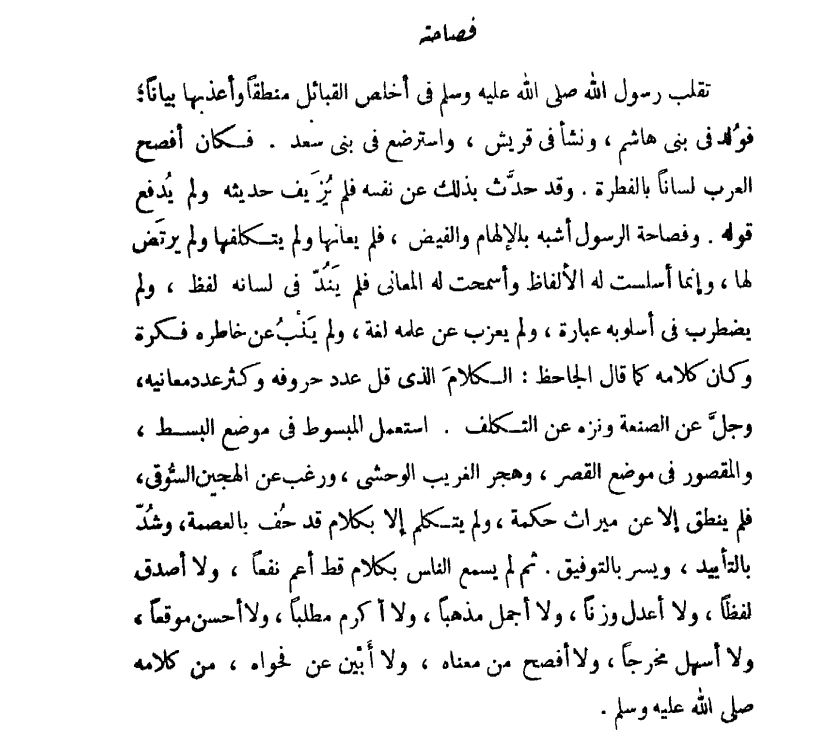 فصاحته
تقلب رسول الله صلى الله عليه وسلم فى أخلص القبائل منطقاً وأعذبها بياناً؛
فوُلد فى بنى هاشم ، ونشأ فى قريش ، واسترضع فى بنى سعد . فكان أفصح
العرب لساناً بالفطرة . وقد حدَّث بذلك عن نفسه فلم يُزَيف حديثه ولم يُدفع
قوله . وفصاحة الرسول أشبه بالإلهام والفيض ، فلم يعانها ولم يتكلفها ولم يرتَض
لها ، وإنما أسلست له الألفاظ وأسمحت له المعانى فلم يَنُدّ فى لسانه لفظ ، ولم
يضطرب فى أسلوبه عبارة ، ولم يعزب عن علمه لغة ، ولم يَنْبُ عن خاطره فكرة
وكان كلامه كما قال الجاحظ : الكلامَ الذى قل عدد حروفه وكثر عدد معانيه،
وجلَّ عن الصنعة ونزه عن التكلف . استعمل المبسوط فى موضع البسط ،
والمقصور فى موضع القصر ، وهجر الغريب الوحشى ، ورغب عن الهجين السُّوقى،
فلم ينطق إلا عن ميراث حكمة ، ولم يتكلم إلا بكلام قد حُف بالعصمة، وشُدّ
بالتأييد ، ويسر بالتوفيق . ثم لم يسمع الناس بكلام قط أعم نفعاً ، ولا أصدق
لفظاً ، ولا أعدل وزناً ، ولا أجمل مذهباً ، ولا أكرم مطلباً ، ولا أحسن موقعاً ،
ولا أسهل مخرجاً ، ولا أفصح من معناه ، ولا أَبْين عن فحواه ، من كلامه
صلى الله عليه وسلم .